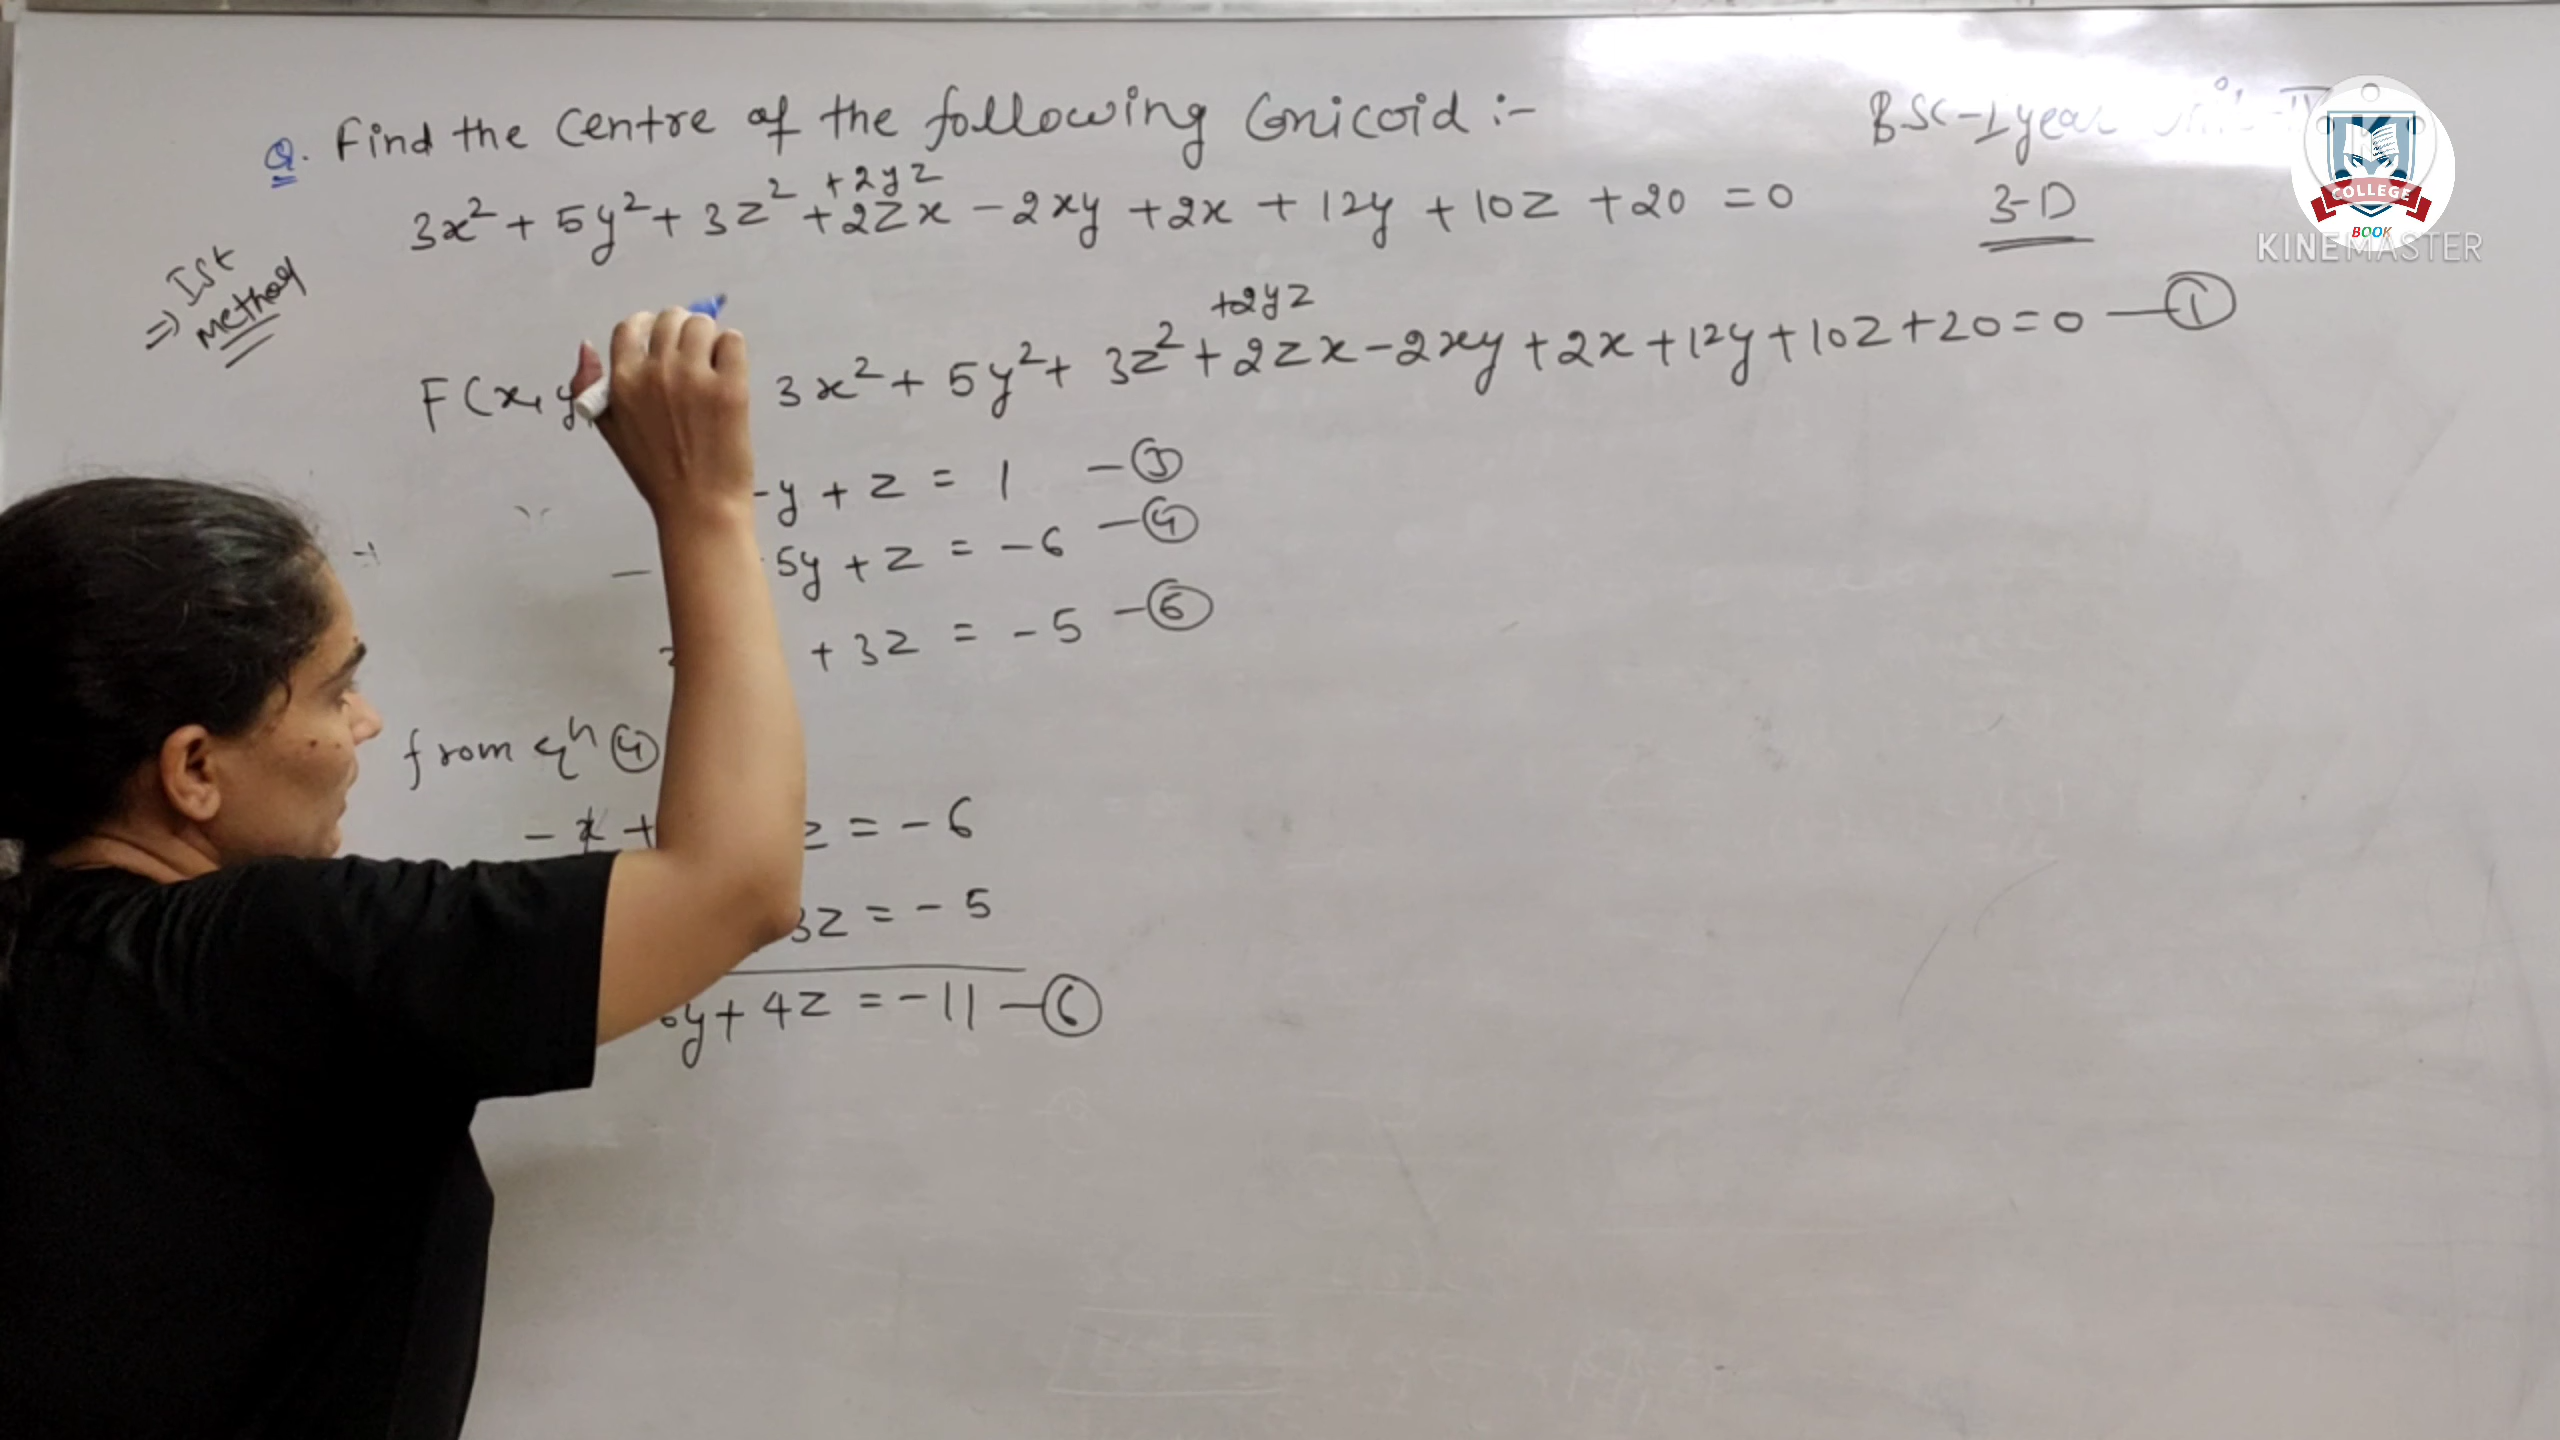 Q. Find the Centre of the following Conicoid :-
BSC-I year
3x² + 5y² + 3z² + 2yz + 2zx - 2xy + 2x + 12y + 10z + 20 = 0
3-D
COLLEGE
BOOK
KINEMASTER
⇒ Ist
Method
F(x, y 3x² + 5y² + 3z² + 2yz + 2zx - 2xy + 2x + 12y + 10z + 20 = 0 — ①
-y + z = 1 - ③
- 5y + z = -6 - ④
+ 3z = -5 -
from eqⁿ ④
- x + z = - 6
3z = - 5
6y + 4z = -11 - ⑥